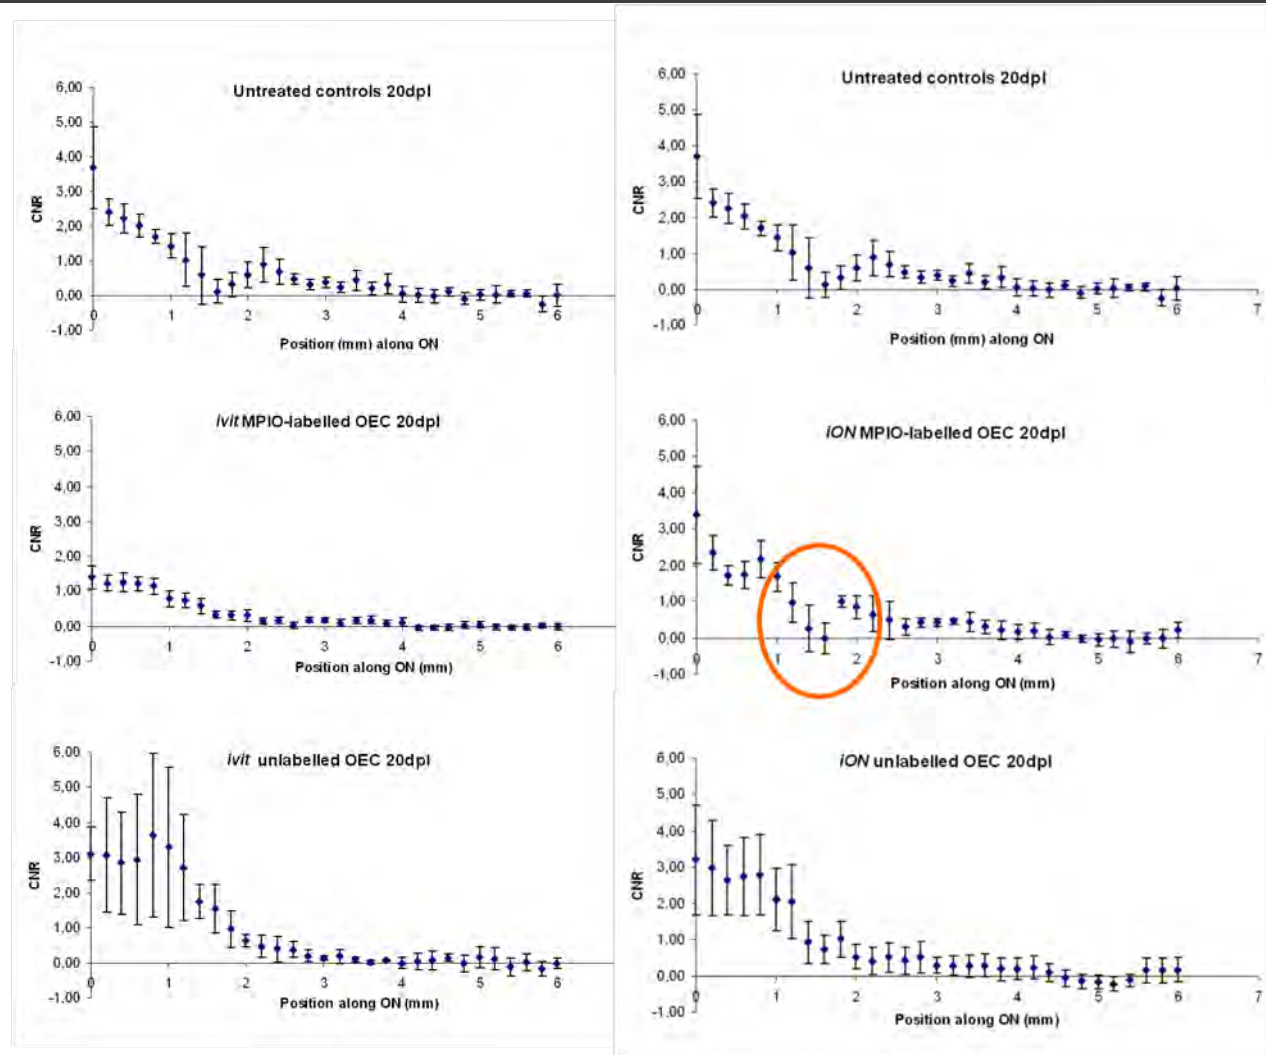 Untreated controls 20dpl
6,00
5,00
4,00
3,00
2,00
1,00
0,00
-1,00
CNR
0 1 2 3 4 5 6
Position (mm) along ON
Untreated controls 20dpl
6,00
5,00
4,00
3,00
2,00
1,00
0,00
-1,00
CNR
0 1 2 3 4 5 6 7
Position (mm) along ON
ivit MPIO-labelled OEC 20dpl
6,00
5,00
4,00
3,00
2,00
1,00
0,00
-1,00
CNR
0 1 2 3 4 5 6
Position along ON (mm)
iON MPIO-labelled OEC 20dpl
6,00
5,00
4,00
3,00
2,00
1,00
0,00
-1,00
CNR
0 1 2 3 4 5 6 7
Position along ON (mm)
ivit unlabelled OEC 20dpl
6,00
5,00
4,00
3,00
2,00
1,00
0,00
-1,00
CNR
0 1 2 3 4 5 6
Position along ON (mm)
iON unlabelled OEC 20dpl
6,00
5,00
4,00
3,00
2,00
1,00
0,00
-1,00
CNR
0 1 2 3 4 5 6 7
Position along ON (mm)